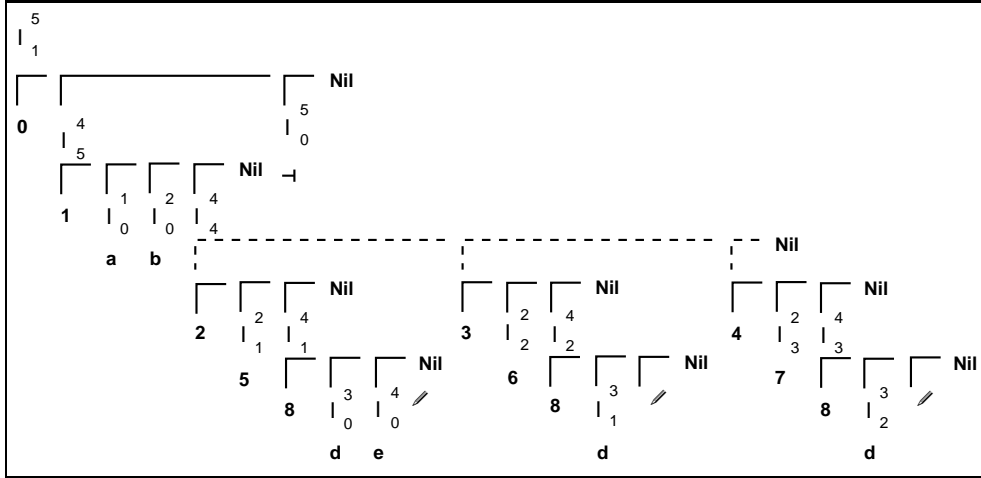 I 5 1
Nil
0 I 4 5 I 5 0
Nil ⊣
1 I 1 0 I 2 0 I 4 4
a b
Nil
Nil Nil Nil
2 I 2 1 I 4 1 3 I 2 2 I 4 2 4 I 2 3 I 4 3
Nil Nil Nil
5 6 7
8 I 3 0 I 4 0 8 I 3 1 8 I 3 2
d e d d